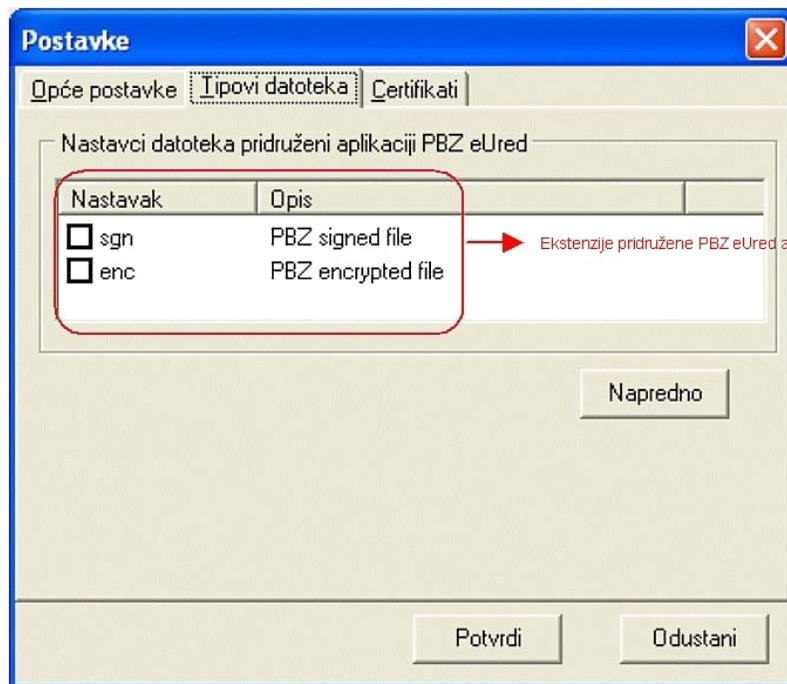 Postavke
Opće postavke Tipovi datoteka Certifikati
Nastavci datoteka pridruženi aplikaciji PBZ eUred
Nastavak Opis
sgn PBZ signed file
enc PBZ encrypted file
Ekstenzije pridružene PBZ eUred a
Napredno
Potvrdi Odustani